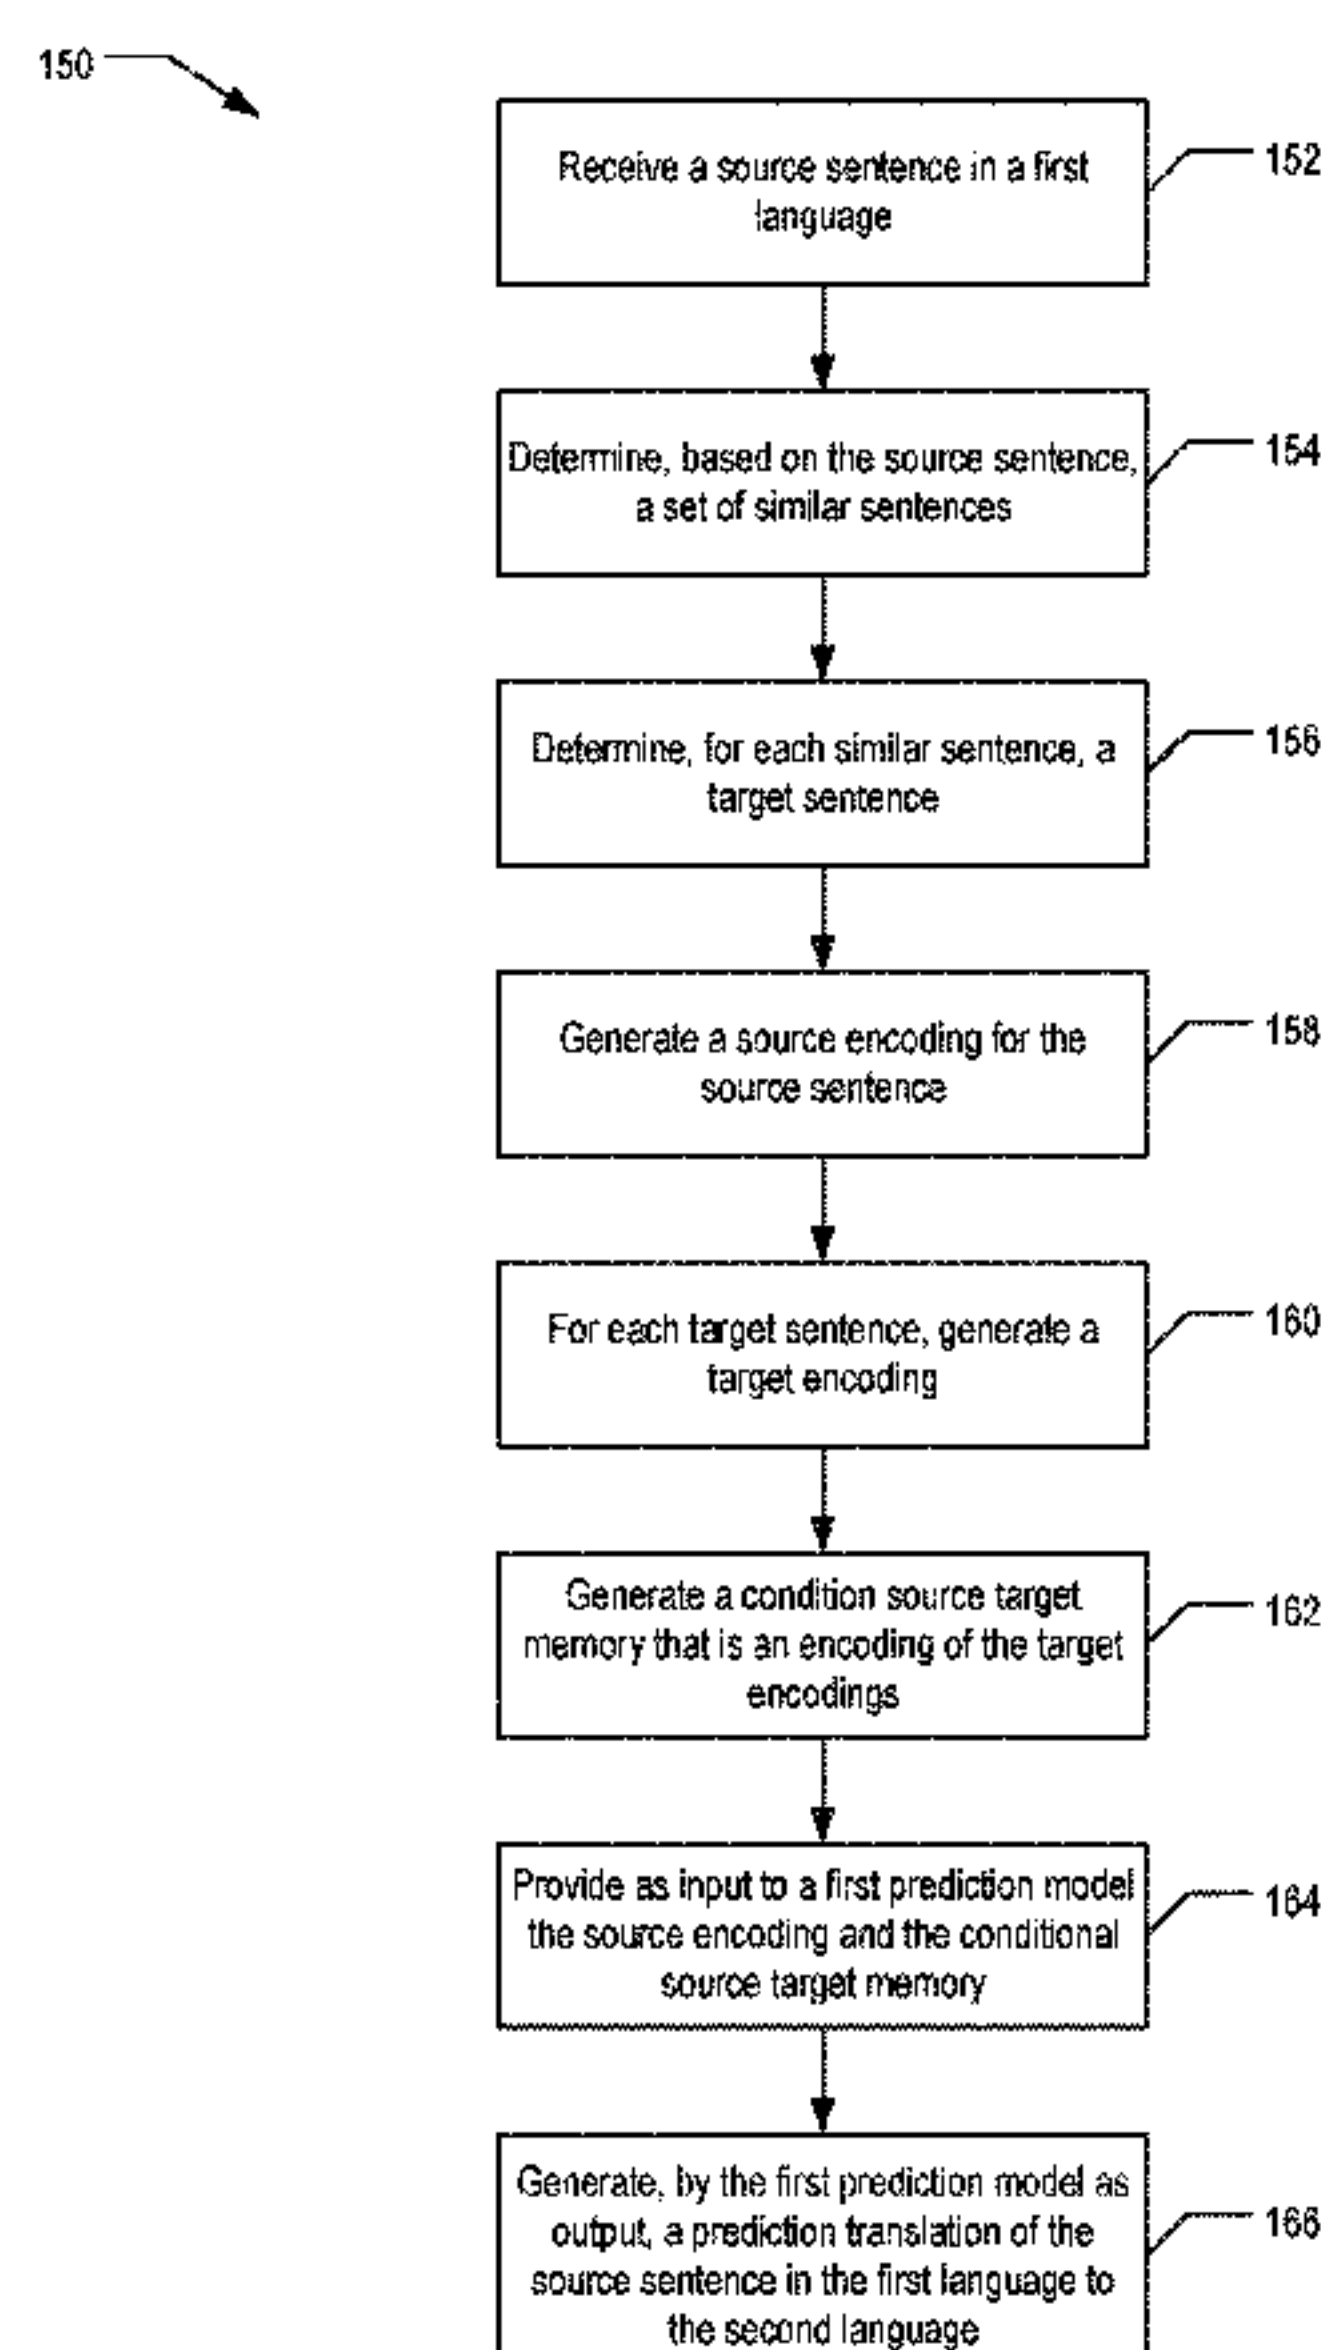 150
Receive a source sentence in a first
language
152
Determine, based on the source sentence,
a set of similar sentences
154
Determine, for each similar sentence, a
target sentence
156
Generate a source encoding for the
source sentence
158
For each target sentence, generate a
target encoding
160
Generate a condition source target
memory that is an encoding of the target
encodings
162
Provide as input to a first prediction model
the source encoding and the conditional
source target memory
164
Generate, by the first prediction model as
output, a prediction translation of the
source sentence in the first language to
the second language
166